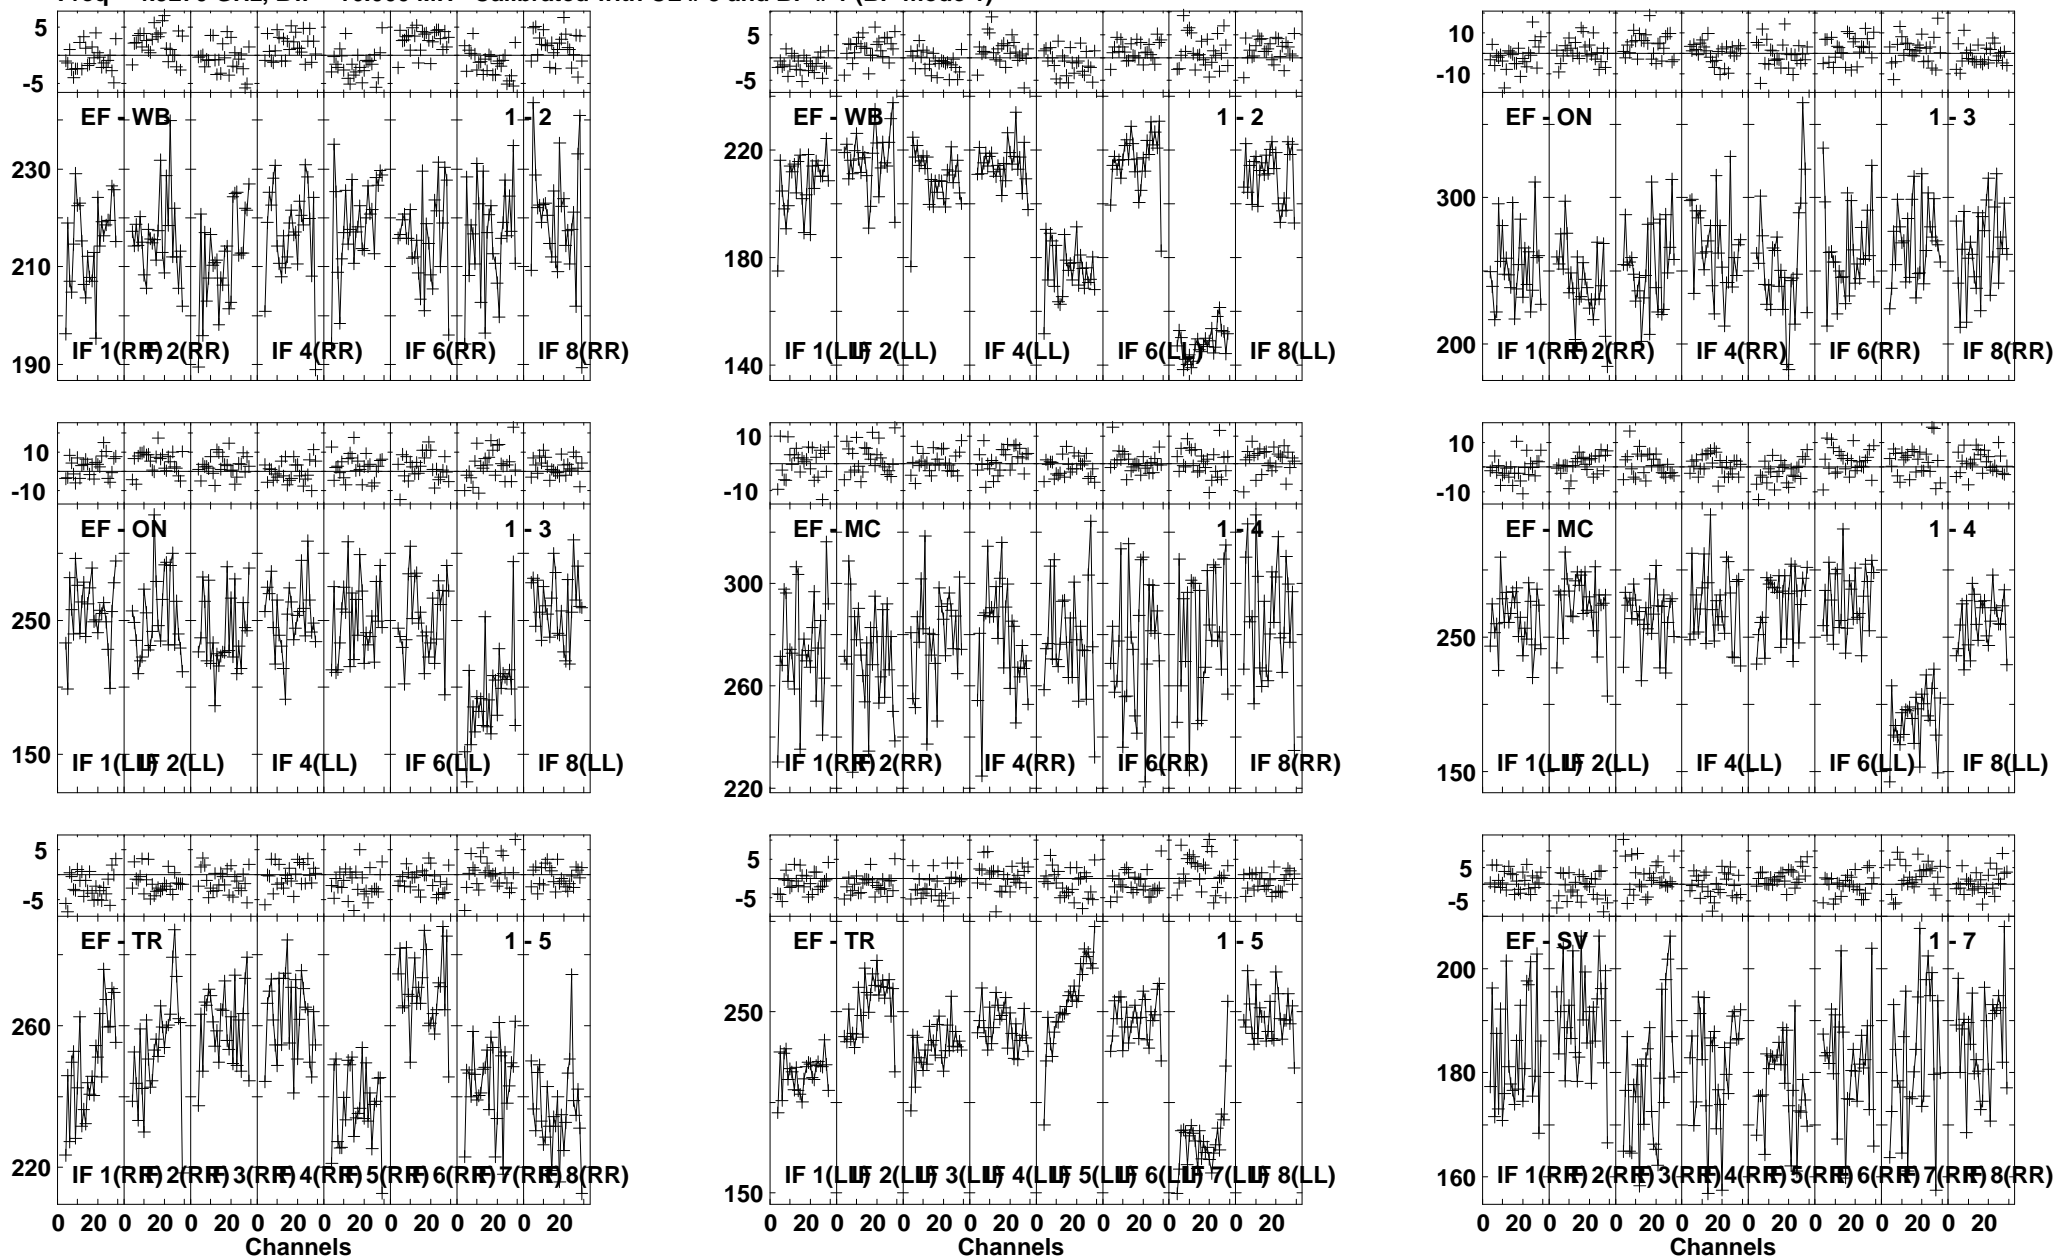 5 5 10
-5 -5 -10
EF - WB 1 - 2 EF - WB 1 - 2 EF - ON 1 - 3
230 220 300
210 180
190 140 200
IF 1(RR) IF 2(RR) IF 4(RR) IF 6(RR) IF 8(RR) IF 1(LL) IF 2(LL) IF 4(LL) IF 6(LL) IF 8(LL) IF 1(RR) IF 2(RR) IF 4(RR) IF 6(RR) IF 8(RR)
10 10 10
-10 -10 -10
EF - ON 1 - 3 EF - MC 1 - 4 EF - MC 1 - 4
250 300 250
260
150 220 150
IF 1(LL) IF 2(LL) IF 4(LL) IF 6(LL) IF 8(LL) IF 1(RR) IF 2(RR) IF 4(RR) IF 6(RR) IF 8(RR) IF 1(LL) IF 2(LL) IF 4(LL) IF 6(LL) IF 8(LL)
5 5 5
-5 -5 -5
EF - TR 1 - 5 EF - TR 1 - 5 EF - SV 1 - 7
260 250 200
180
220 150 160
IF 1(RR) IF 2(RR) IF 3(RR) IF 4(RR) IF 5(RR) IF 6(RR) IF 7(RR) IF 8(RR) IF 1(LL) IF 2(LL) IF 3(LL) IF 4(LL) IF 5(LL) IF 6(LL) IF 7(LL) IF 8(LL) IF 1(RR) IF 2(RR) IF 3(RR) IF 4(RR) IF 5(RR) IF 6(RR) IF 7(RR) IF 8(RR)
0 20 0 20 0 20 0 20 0 20 0 20 0 20 0 20 0 20 0 20 0 20 0 20 0 20 0 20 0 20 0 20 0 20 0 20 0 20 0 20 0 20 0 20 0 20 0 20
Channels Channels Channels